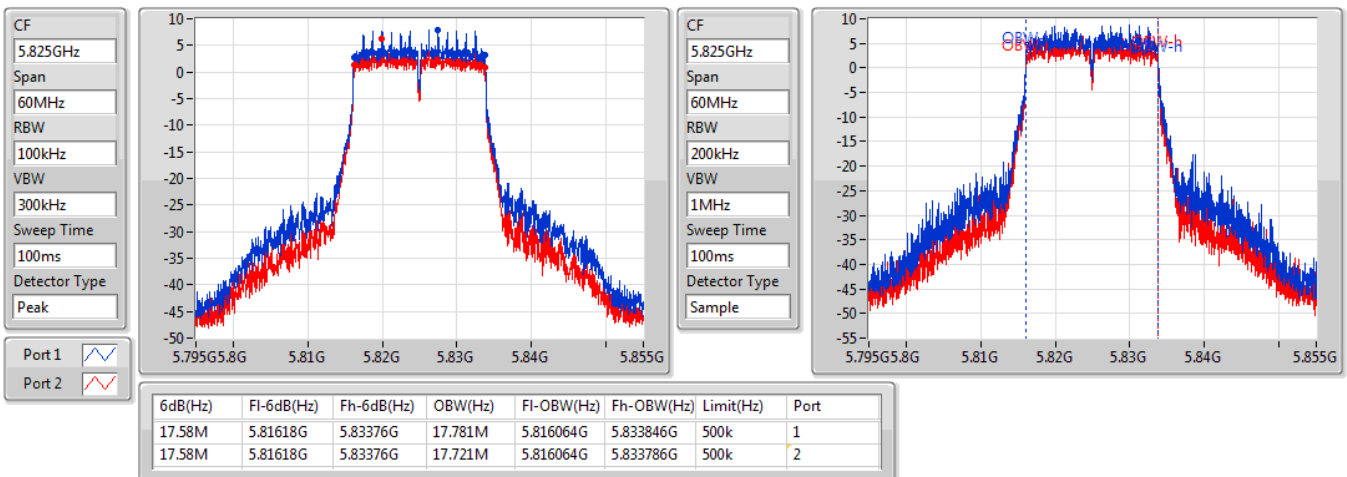 CF
5.825GHz
Span
60MHz
RBW
100kHz
VBW
300kHz
Sweep Time
100ms
Detector Type
Peak
Port 1
Port 2
10
5
0
-5
-10
-15
-20
-25
-30
-35
-40
-45
-50
5.795G 5.8G 5.81G 5.82G 5.83G 5.84G 5.855G
CF
5.825GHz
Span
60MHz
RBW
200kHz
VBW
1MHz
Sweep Time
100ms
Detector Type
Sample
10
5
0
-5
-10
-15
-20
-25
-30
-35
-40
-45
-50
-55
5.795G 5.8G 5.81G 5.82G 5.83G 5.84G 5.855G
6dB(Hz) Fl-6dB(Hz) Fh-6dB(Hz) OBW(Hz) Fl-OBW(Hz) Fh-OBW(Hz) Limit(Hz) Port
17.58M 5.81618G 5.83376G 17.781M 5.816064G 5.833846G 500k 1
17.58M 5.81618G 5.83376G 17.721M 5.816064G 5.833786G 500k 2